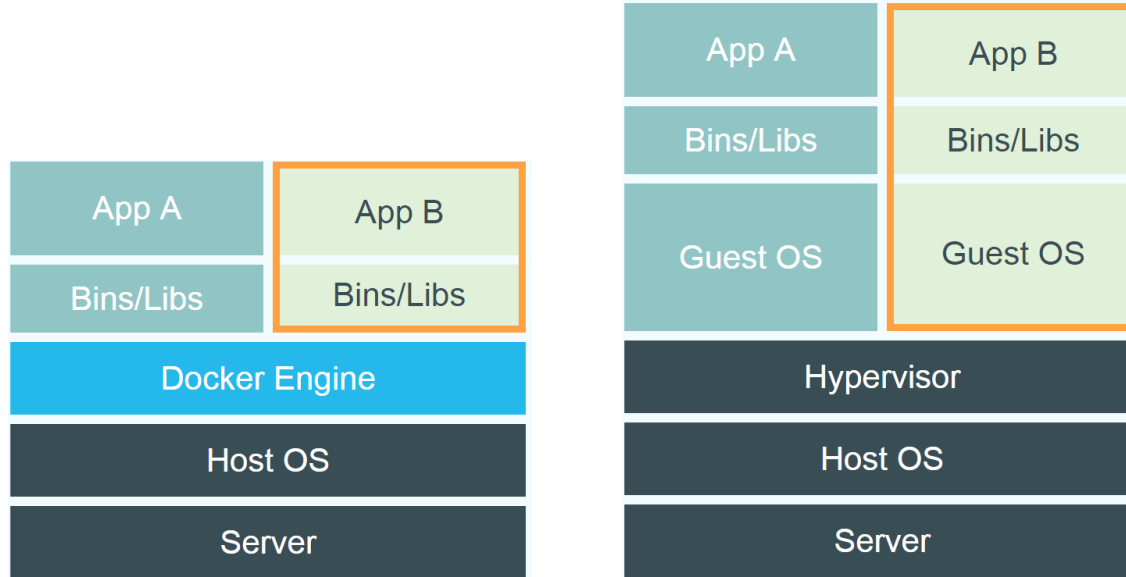 App A
App B
Bins/Libs
Bins/Libs
Docker Engine
Host OS
Server
App A
App B
Bins/Libs
Bins/Libs
Guest OS
Guest OS
Hypervisor
Host OS
Server